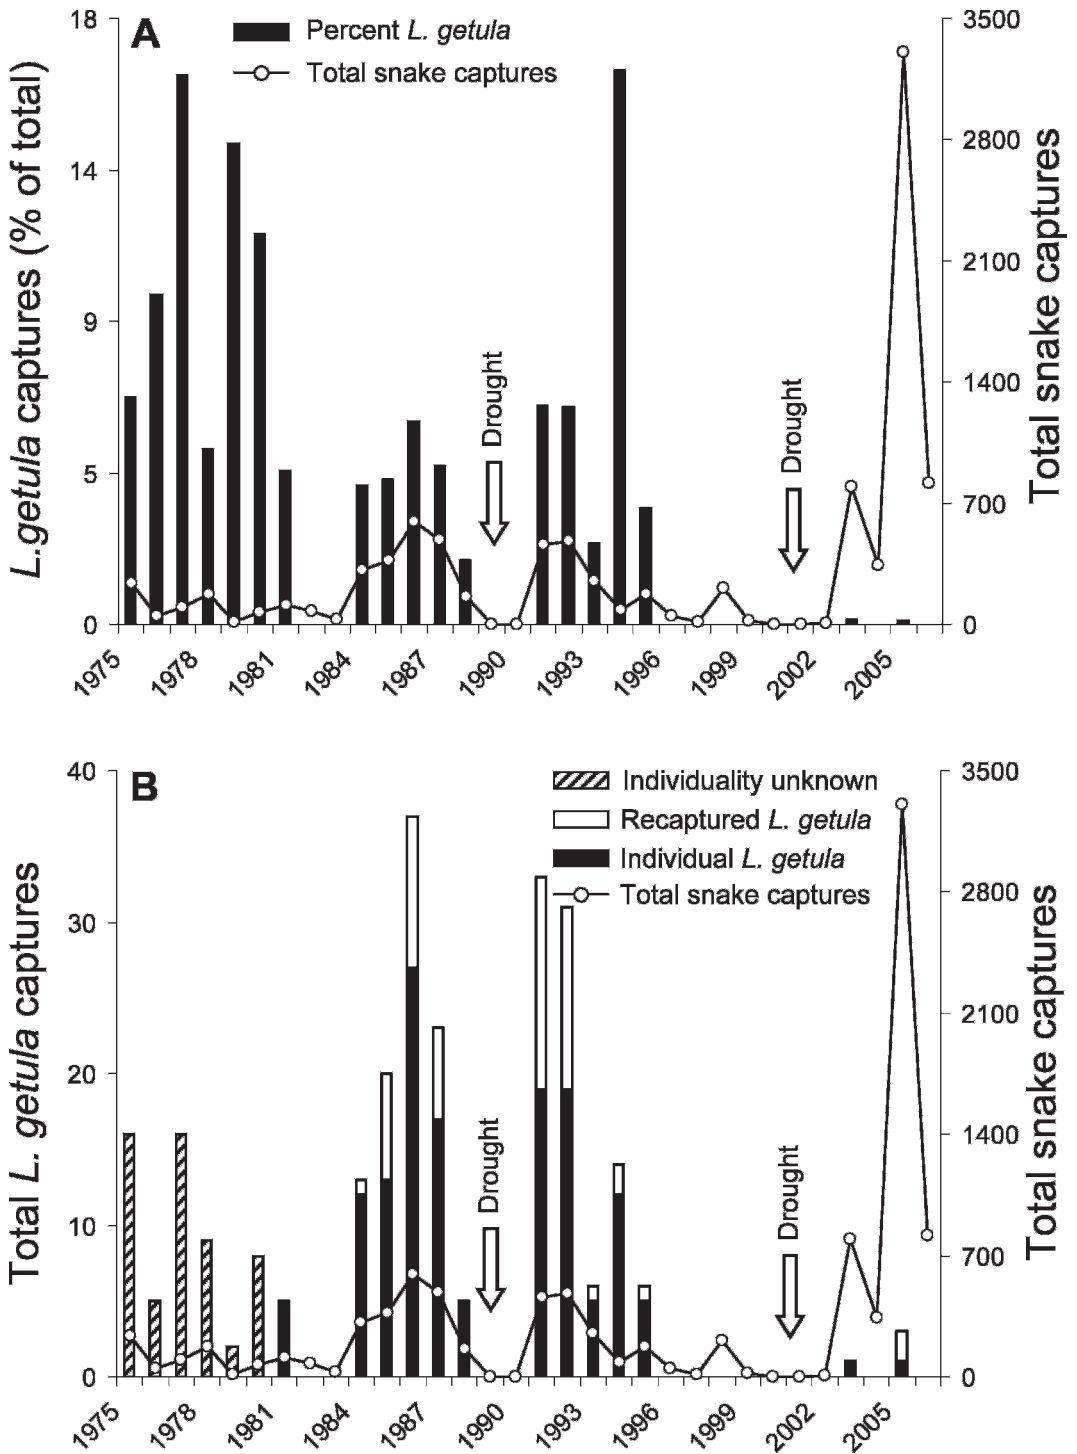 A
Percent L. getula
Total snake captures
L.getula captures (% of total)
18
14
9
5
0
Drought
Drought
3500
2800
2100
1400
700
0
Total snake captures
1975
1978
1981
1984
1987
1990
1993
1996
1999
2002
2005
B
Individuality unknown
Recaptured L. getula
Individual L. getula
Total snake captures
Total L. getula captures
40
30
20
10
0
Drought
Drought
3500
2800
2100
1400
700
0
Total snake captures
1975
1978
1981
1984
1987
1990
1993
1996
1999
2002
2005